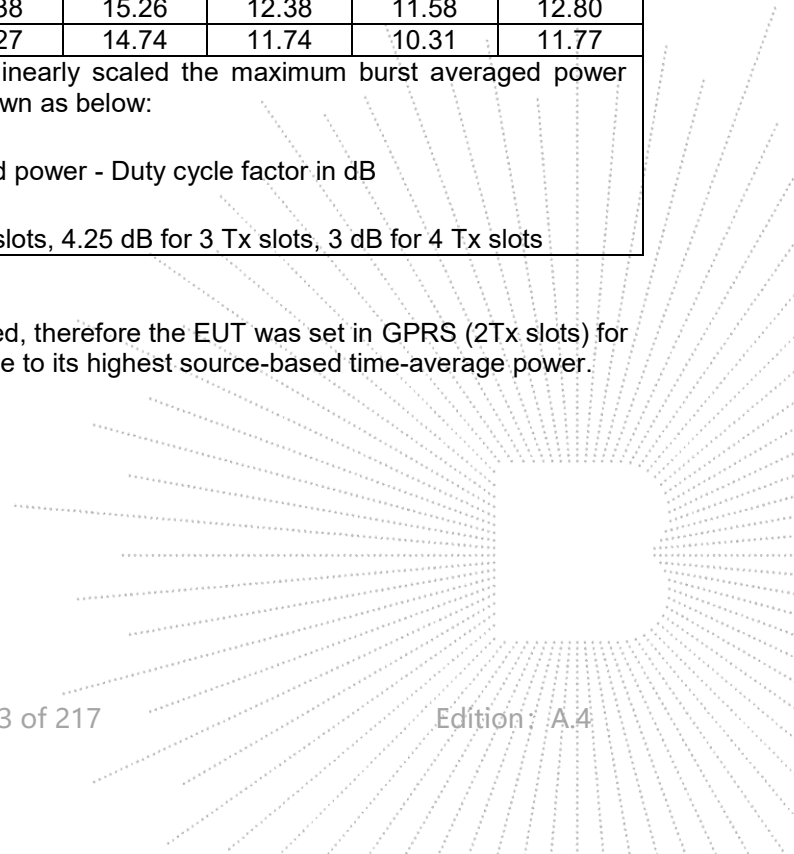 38 15.26 12.38 11.58 12.80
27 14.74 11.74 10.31 11.77
inearly scaled the maximum burst averaged power
wn as below:
d power - Duty cycle factor in dB
slots, 4.25 dB for 3 Tx slots, 3 dB for 4 Tx slots
ed, therefore the EUT was set in GPRS (2Tx slots) for
e to its highest source-based time-average power.
3 of 217 Edition：A.4